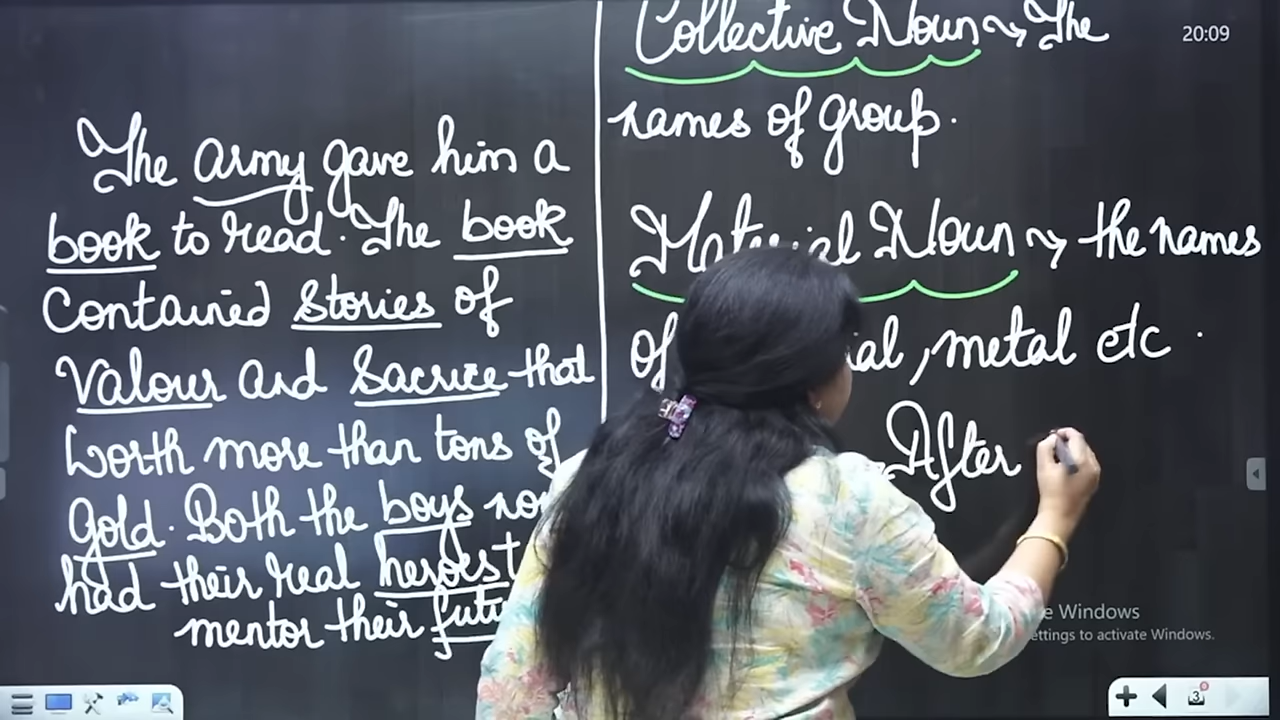 The army gave him a
book to read. The book
Contained Stories of
Valour and Sacrice that
Worth more than tons of
Gold. Both the boys
had their real heroes
mentor their
Collective Noun ~> The
names of group.
Material Noun ~> the names
of , metal etc .
After
20:09
Windows
to activate Windows.
3